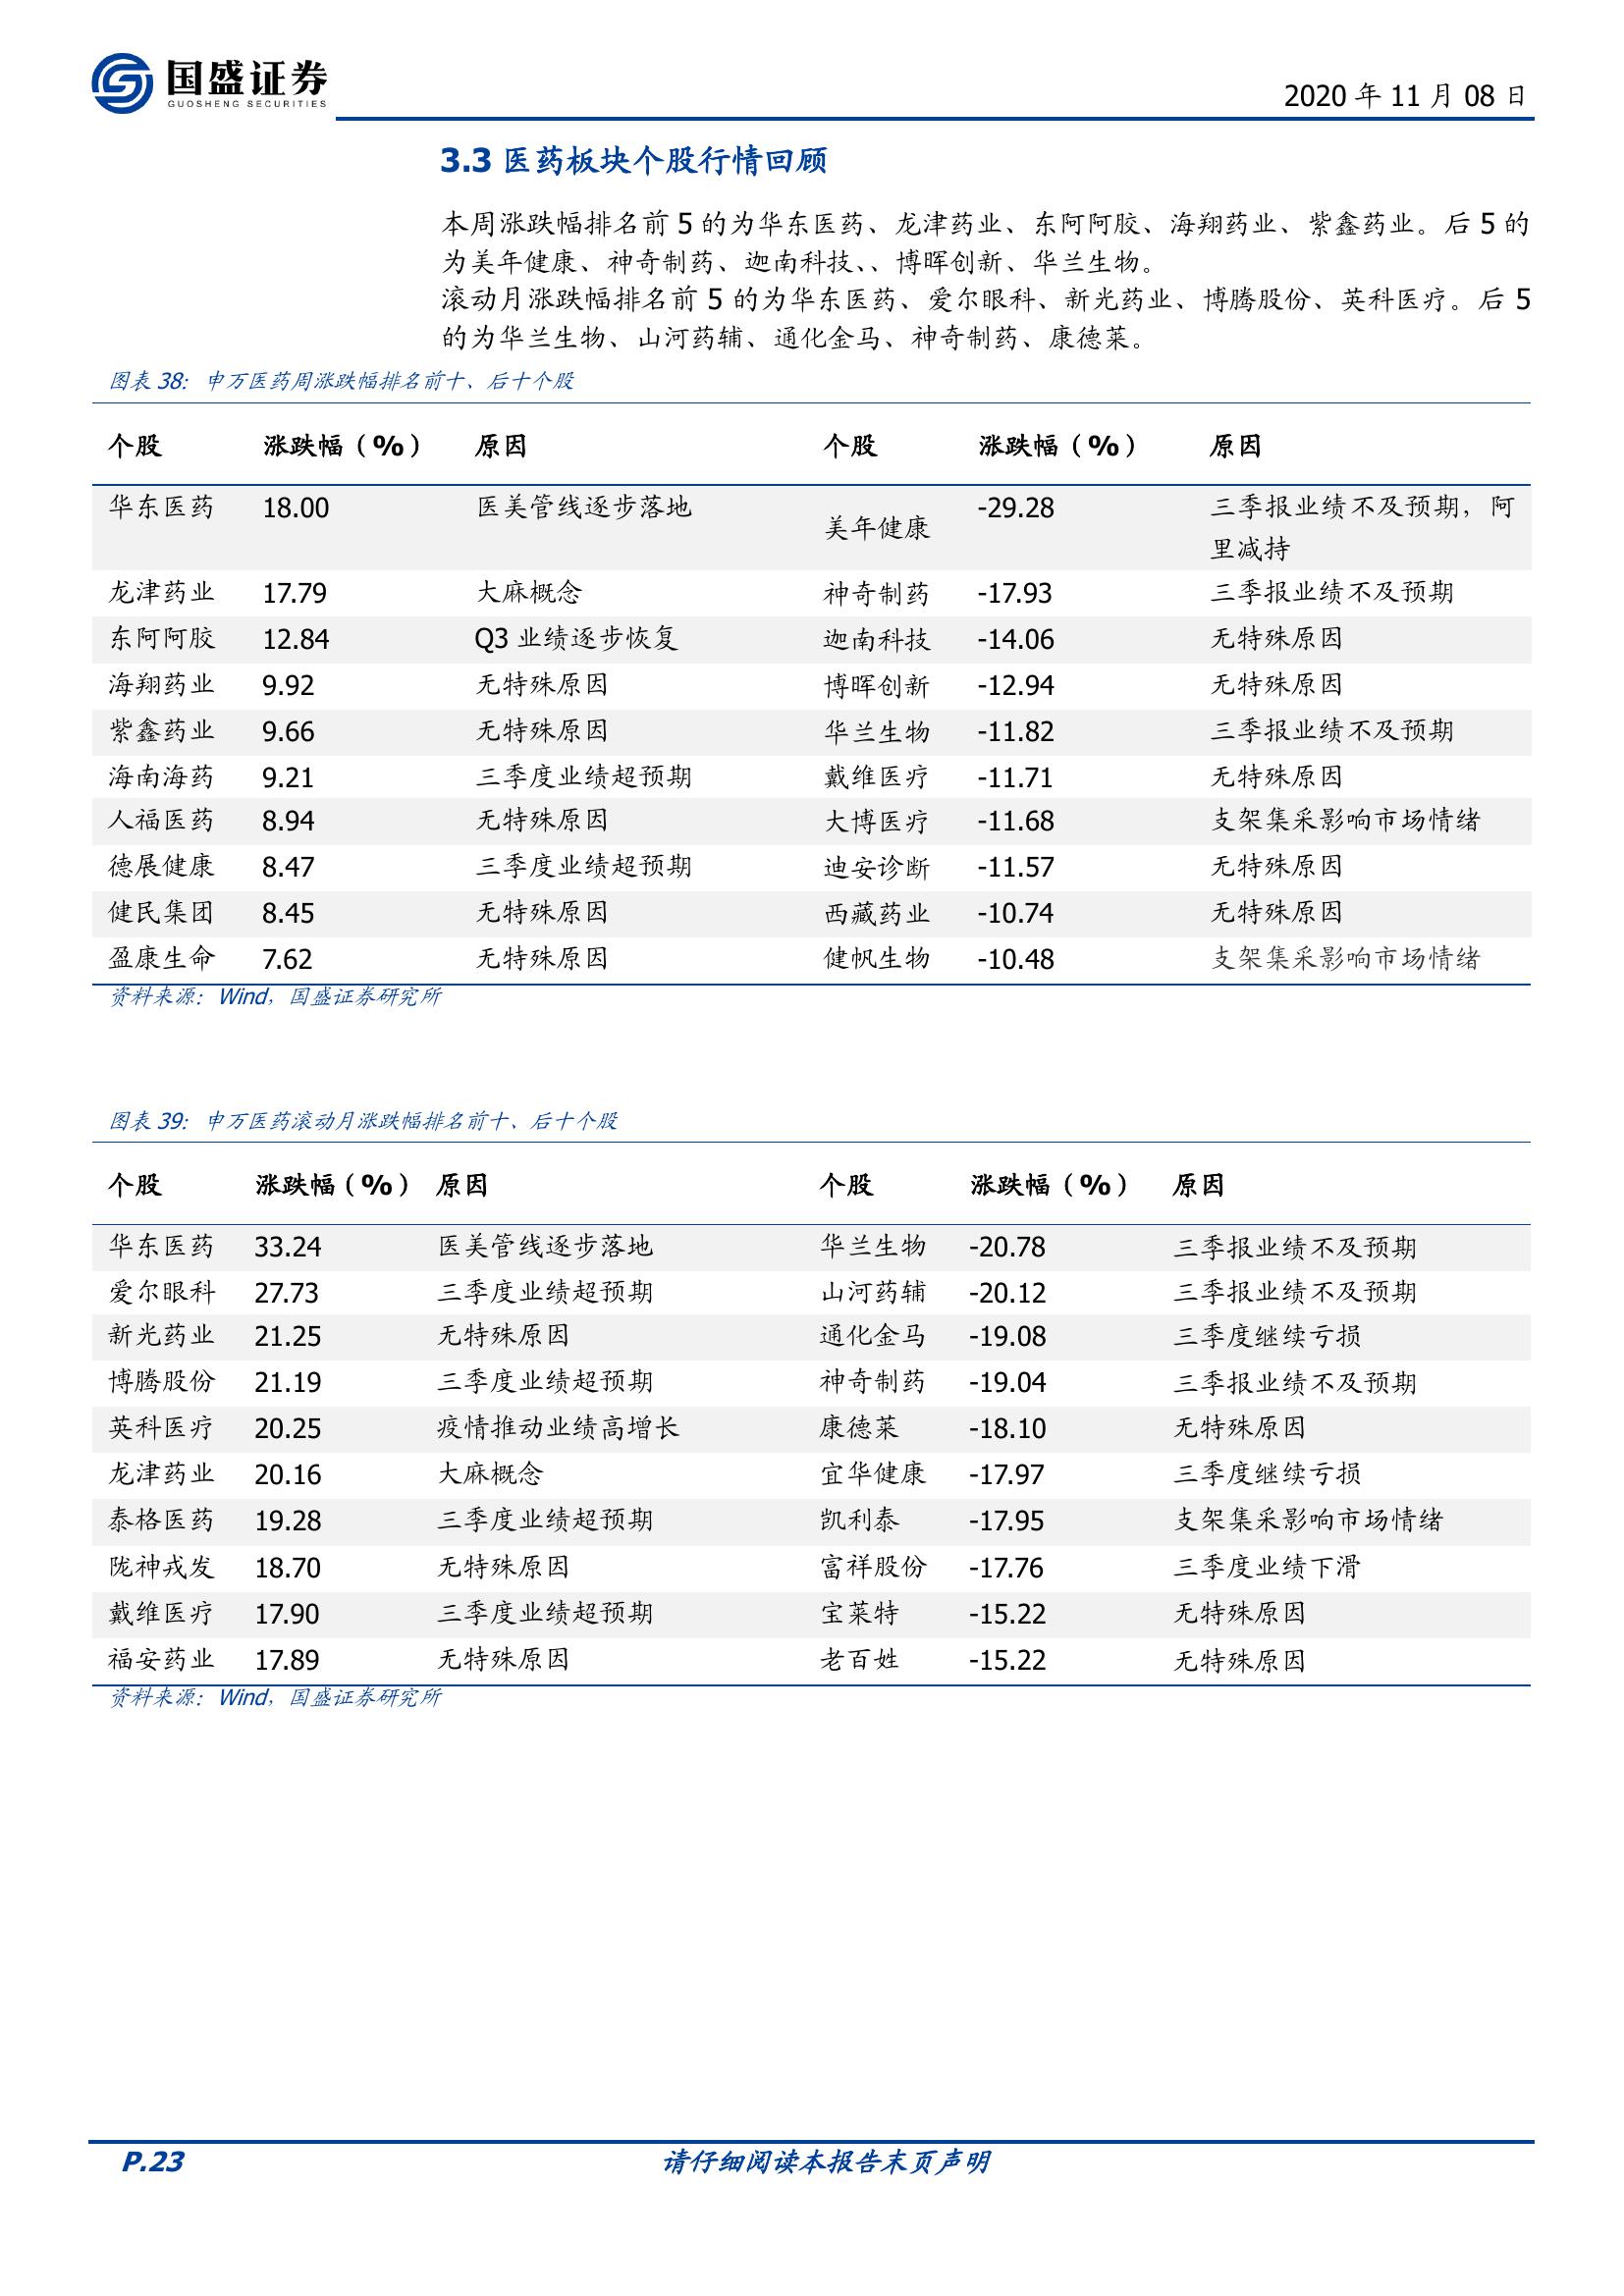 国盛证券
GUOSHENG SECURITIES
2020 年 11 月 08 日
3.3 医药板块个股行情回顾
本周涨跌幅排名前 5 的为华东医药、龙津药业、东阿阿胶、海翔药业、紫鑫药业。后 5 的
为美年健康、神奇制药、迦南科技、、博晖创新、华兰生物。
滚动月涨跌幅排名前 5 的为华东医药、爱尔眼科、新光药业、博腾股份、英科医疗。后 5
的为华兰生物、山河药辅、通化金马、神奇制药、康德莱。
图表 38: 申万医药周涨跌幅排名前十、后十个股
个股 涨跌幅（%） 原因 个股 涨跌幅（%） 原因
华东医药 18.00 医美管线逐步落地 美年健康 -29.28 三季报业绩不及预期，阿
里减持
龙津药业 17.79 大麻概念 神奇制药 -17.93 三季报业绩不及预期
东阿阿胶 12.84 Q3 业绩逐步恢复 迦南科技 -14.06 无特殊原因
海翔药业 9.92 无特殊原因 博晖创新 -12.94 无特殊原因
紫鑫药业 9.66 无特殊原因 华兰生物 -11.82 三季报业绩不及预期
海南海药 9.21 三季度业绩超预期 戴维医疗 -11.71 无特殊原因
人福医药 8.94 无特殊原因 大博医疗 -11.68 支架集采影响市场情绪
德展健康 8.47 三季度业绩超预期 迪安诊断 -11.57 无特殊原因
健民集团 8.45 无特殊原因 西藏药业 -10.74 无特殊原因
盈康生命 7.62 无特殊原因 健帆生物 -10.48 支架集采影响市场情绪
资料来源：Wind，国盛证券研究所
图表 39: 申万医药滚动月涨跌幅排名前十、后十个股
个股 涨跌幅（%） 原因 个股 涨跌幅（%） 原因
华东医药 33.24 医美管线逐步落地 华兰生物 -20.78 三季报业绩不及预期
爱尔眼科 27.73 三季度业绩超预期 山河药辅 -20.12 三季报业绩不及预期
新光药业 21.25 无特殊原因 通化金马 -19.08 三季度继续亏损
博腾股份 21.19 三季度业绩超预期 神奇制药 -19.04 三季报业绩不及预期
英科医疗 20.25 疫情推动业绩高增长 康德莱 -18.10 无特殊原因
龙津药业 20.16 大麻概念 宜华健康 -17.97 三季度继续亏损
泰格医药 19.28 三季度业绩超预期 凯利泰 -17.95 支架集采影响市场情绪
陇神戎发 18.70 无特殊原因 富祥股份 -17.76 三季度业绩下滑
戴维医疗 17.90 三季度业绩超预期 宝莱特 -15.22 无特殊原因
福安药业 17.89 无特殊原因 老百姓 -15.22 无特殊原因
资料来源：Wind，国盛证券研究所
P.23 请仔细阅读本报告末页声明